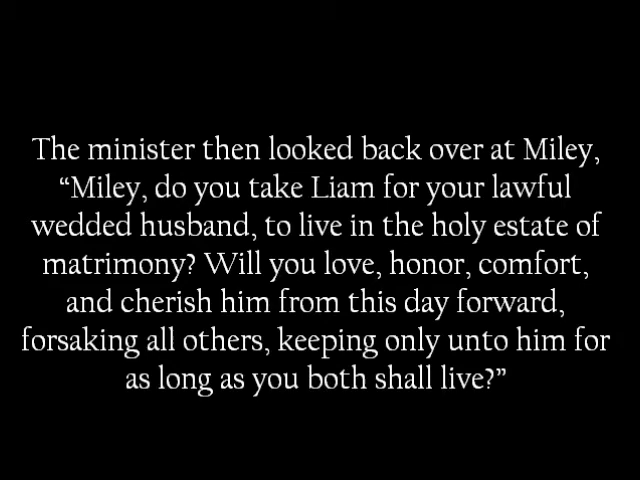 The minister then looked back over at Miley,
“Miley, do you take Liam for your lawful
wedded husband, to live in the holy estate of
matrimony? Will you love, honor, comfort,
and cherish him from this day forward,
forsaking all others, keeping only unto him for
as long as you both shall live?”